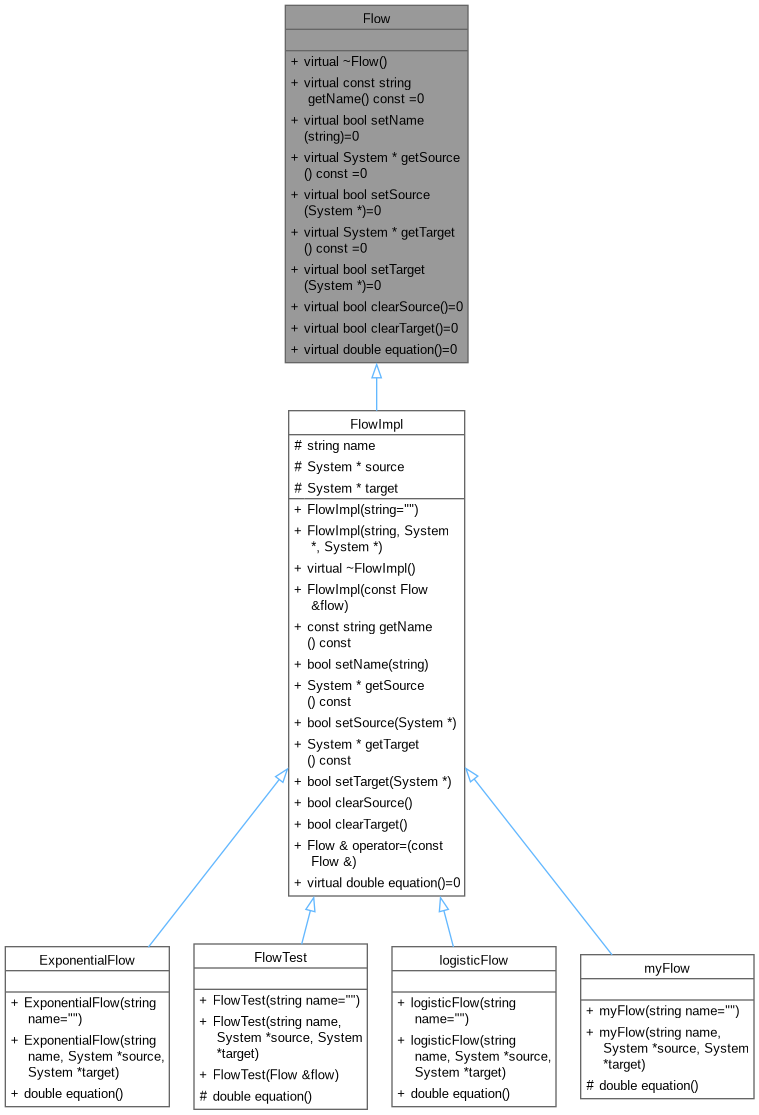 Flow
+ virtual ~Flow()
+ virtual const string
getName() const =0
+ virtual bool setName
(string)=0
+ virtual System * getSource
() const =0
+ virtual bool setSource
(System *)=0
+ virtual System * getTarget
() const =0
+ virtual bool setTarget
(System *)=0
+ virtual bool clearSource()=0
+ virtual bool clearTarget()=0
+ virtual double equation()=0
FlowImpl
# string name
# System * source
# System * target
+ FlowImpl(string="")
+ FlowImpl(string, System
*, System *)
+ virtual ~FlowImpl()
+ FlowImpl(const Flow
&flow)
+ const string getName
() const
+ bool setName(string)
+ System * getSource
() const
+ bool setSource(System *)
+ System * getTarget
() const
+ bool setTarget(System *)
+ bool clearSource()
+ bool clearTarget()
+ Flow & operator=(const
Flow &)
+ virtual double equation()=0
ExponentialFlow
+ ExponentialFlow(string
name="")
+ ExponentialFlow(string
name, System *source,
System *target)
+ double equation()
FlowTest
+ FlowTest(string name="")
+ FlowTest(string name,
System *source, System
*target)
+ FlowTest(Flow &flow)
# double equation()
logisticFlow
+ logisticFlow(string
name="")
+ logisticFlow(string
name, System *source,
System *target)
+ double equation()
myFlow
+ myFlow(string name="")
+ myFlow(string name,
System *source, System
*target)
# double equation()